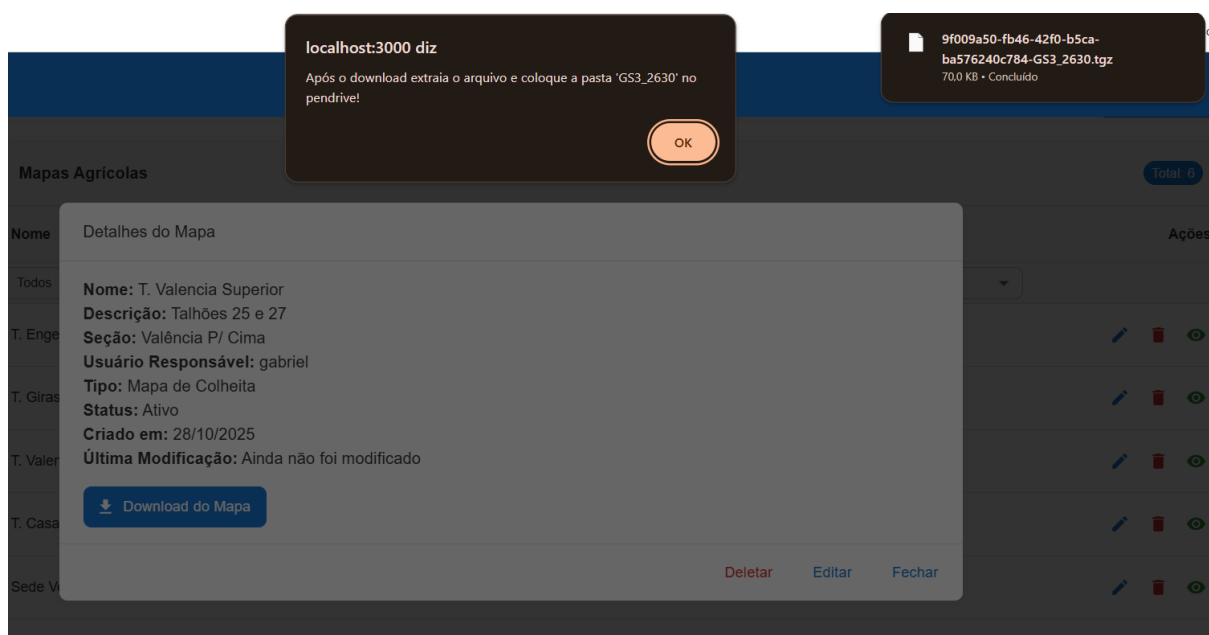 localhost:3000 diz
Após o download extraia o arquivo e coloque a pasta 'GS3_2630' no
pendrive!
OK
9f009a50-fb46-42f0-b5ca-
ba576240c784-GS3_2630.tgz
70,0 KB • Concluído
Mapas Agrícolas
Total: 6
Nome
Ações
Todos
Detalhes do Mapa
Nome: T. Valencia Superior
Descrição: Talhões 25 e 27
Seção: Valência P/ Cima
Usuário Responsável: gabriel
Tipo: Mapa de Colheita
Status: Ativo
Criado em: 28/10/2025
Última Modificação: Ainda não foi modificado
Download do Mapa
Deletar Editar Fechar
T. Enge
T. Giras
T. Valer
T. Casa
Sede V